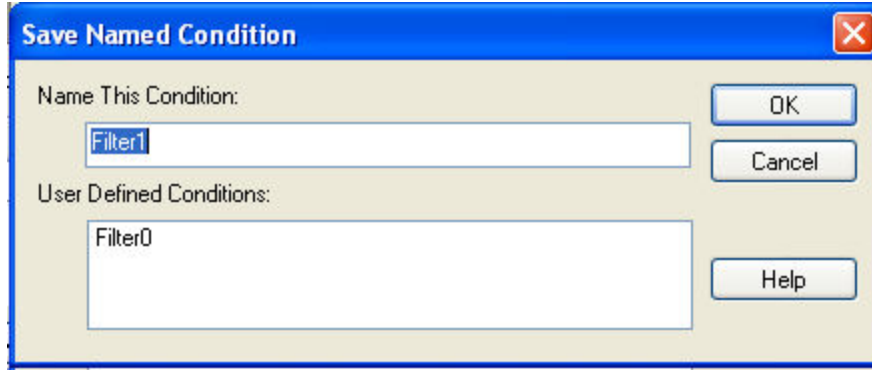 Save Named Condition
Name This Condition:
OK
Filter1
Cancel
User Defined Conditions:
Filter0
Help